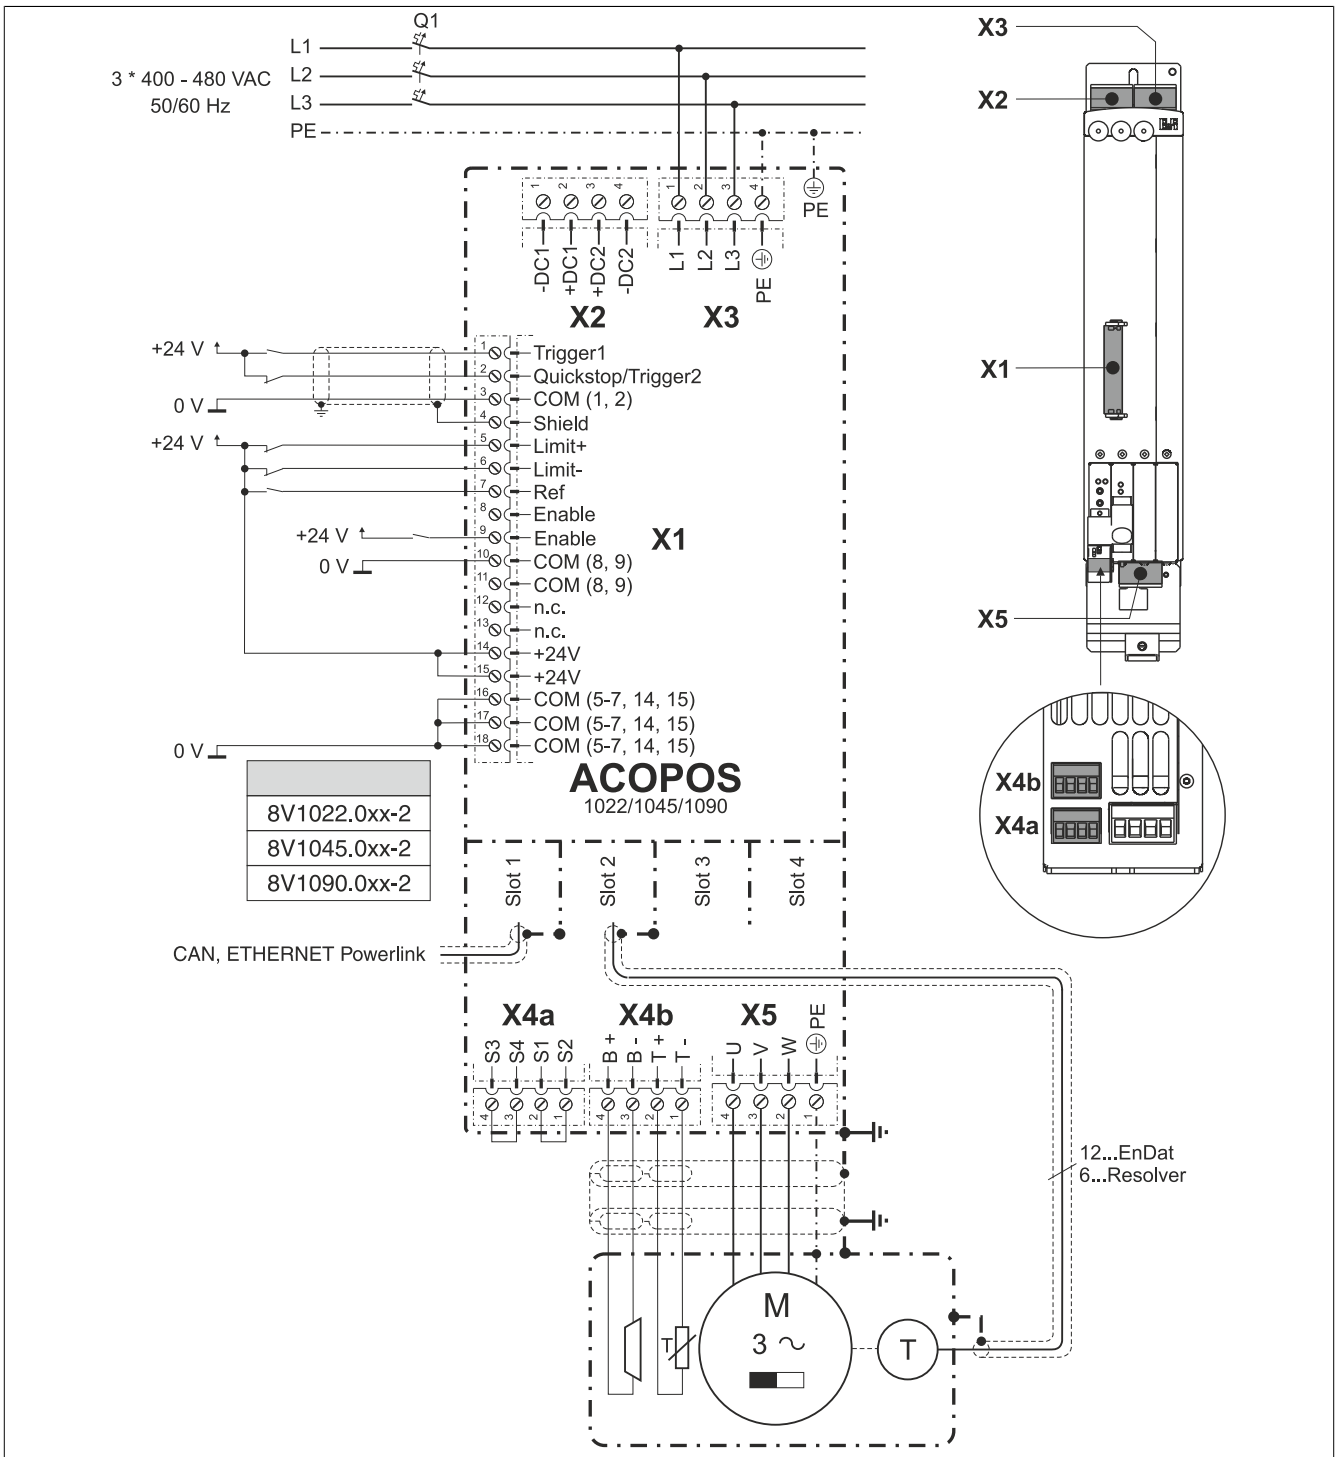 Q1
L1
L2
L3
PE
3 * 400 - 480 VAC
50/60 Hz
X3
X2
X1
X5
X4b
X4a
1 2 3 4
-DC1
+DC1
+DC2
-DC2
X2
1 2 3 4
L1
L2
L3
PE
X3
PE
+24 V
0 V
+24 V
+24 V
0 V
0 V
1 Trigger1
2 Quickstop/Trigger2
3 COM (1, 2)
4 Shield
5 Limit+
6 Limit-
7 Ref
8 Enable
9 Enable
10 COM (8, 9)
11 COM (8, 9)
12 n.c.
13 n.c.
14 +24V
15 +24V
16 COM (5-7, 14, 15)
17 COM (5-7, 14, 15)
18 COM (5-7, 14, 15)
X1
ACOPOS
1022/1045/1090
8V1022.0xx-2
8V1045.0xx-2
8V1090.0xx-2
Slot 1
Slot 2
Slot 3
Slot 4
CAN, ETHERNET Powerlink
X4a
S3
S4
S1
S2
4 3 2 1
X4b
B +
B -
T +
T -
4 3 2 1
X5
U
V
W
PE
4 3 2 1
12...EnDat
6...Resolver
T
M
3 ~
T